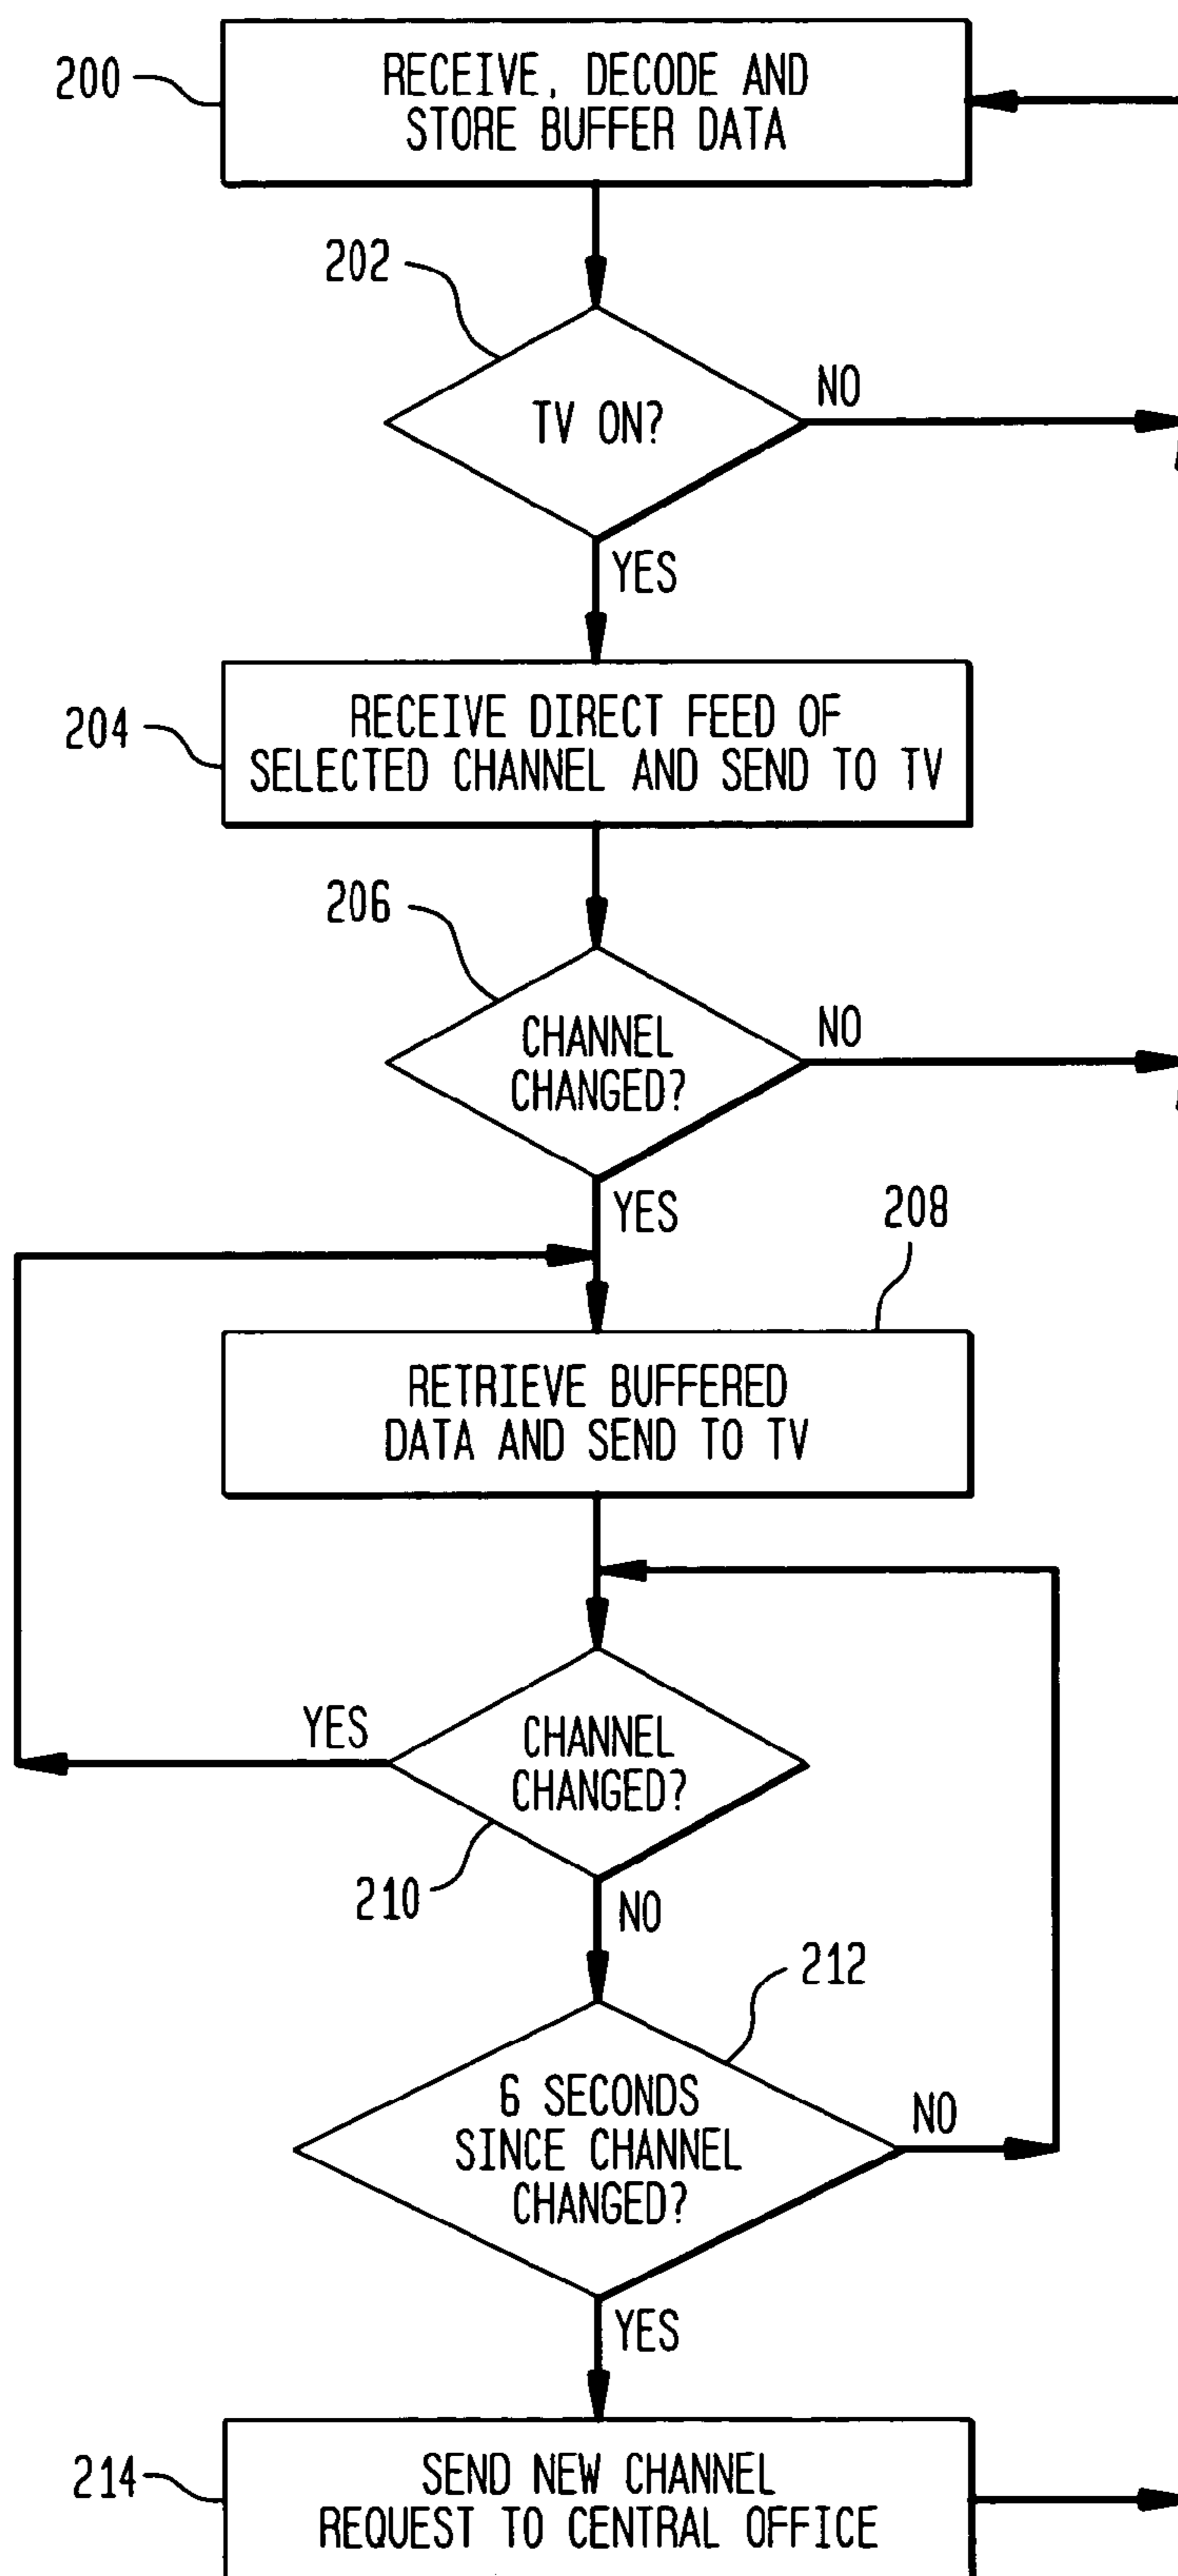 200
RECEIVE, DECODE AND
STORE BUFFER DATA
202
TV ON?
NO
YES
204
RECEIVE DIRECT FEED OF
SELECTED CHANNEL AND SEND TO TV
206
CHANNEL
CHANGED?
NO
YES
208
RETRIEVE BUFFERED
DATA AND SEND TO TV
YES
CHANNEL
CHANGED?
210
NO
212
6 SECONDS
SINCE CHANNEL
CHANGED?
NO
YES
214
SEND NEW CHANNEL
REQUEST TO CENTRAL OFFICE